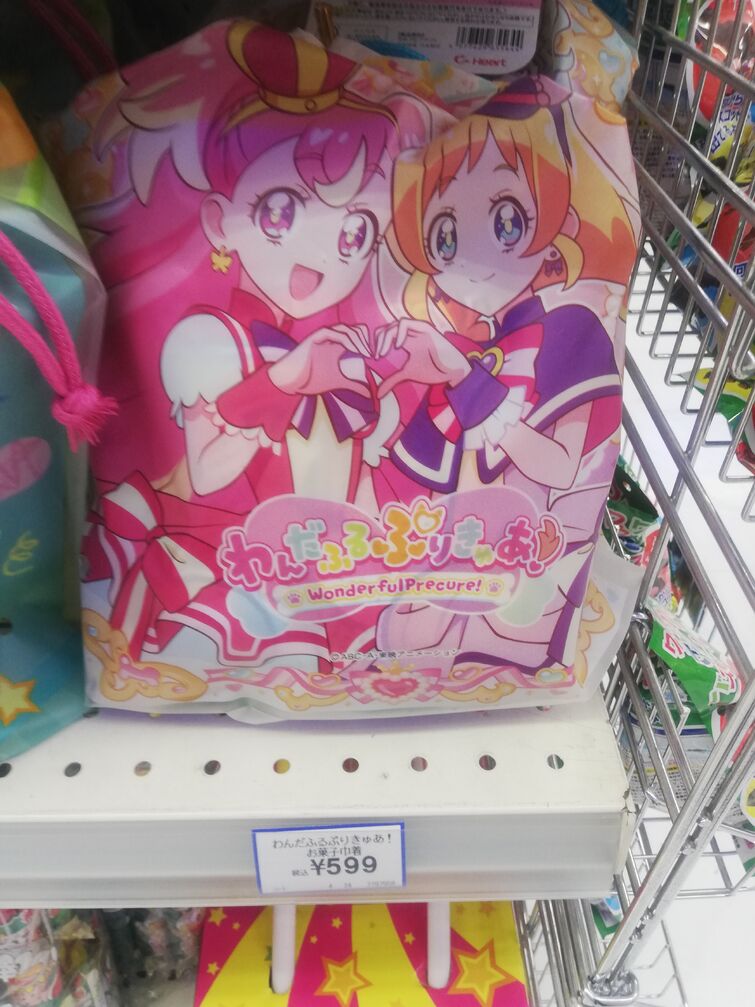 Heart
わんだふるぷりきゅあ!
WonderfulPrecure!
©ABC-A・東映アニメーション
わんだふるぷりきゅあ!
お菓子巾着
税込 ¥599